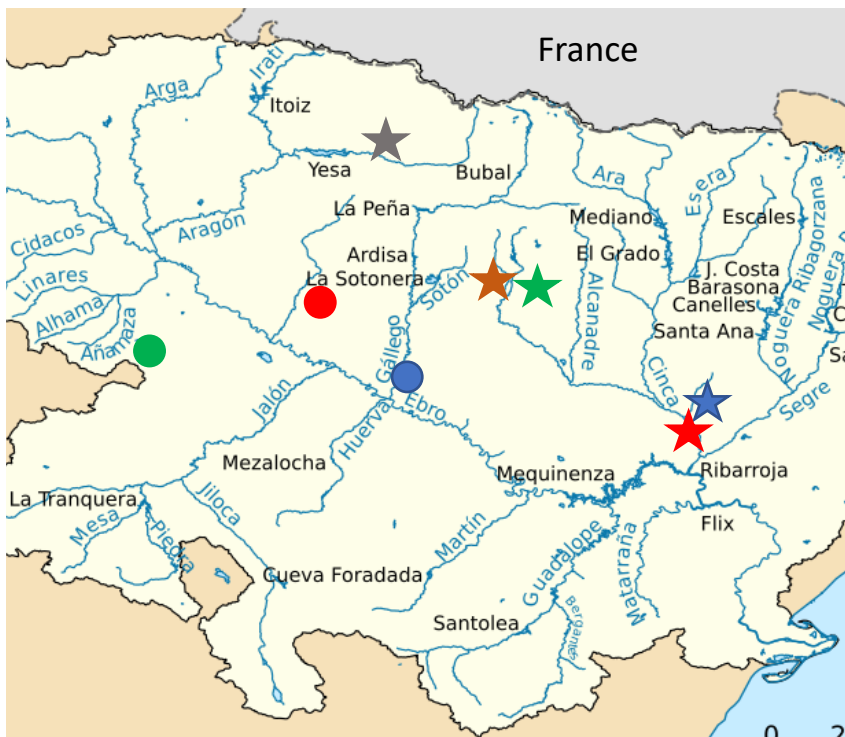 France
Irati
Arga
Itoiz
Yesa
Bubal
Ara
Esera
Noguera Ribagorzana
Noguera
La Peña
Mediano
Escales
Cidacos
Aragón
Ardisa
El Grado
La Sotonera
Sotón
J. Costa
Barasona
Canelles
Santa Ana
Linares
Alhama
Añamaza
Alcanadre
Gállego
Cinca
Segre
Jalón
Ebro
Huerva
Mezalocha
Mequinenza
Ribarroja
La Tranquera
Jiloca
Mesa
Piedra
Martín
Guadalope
Matarraña
Flix
Cueva Foradada
Santolea
Bergantes
0 2